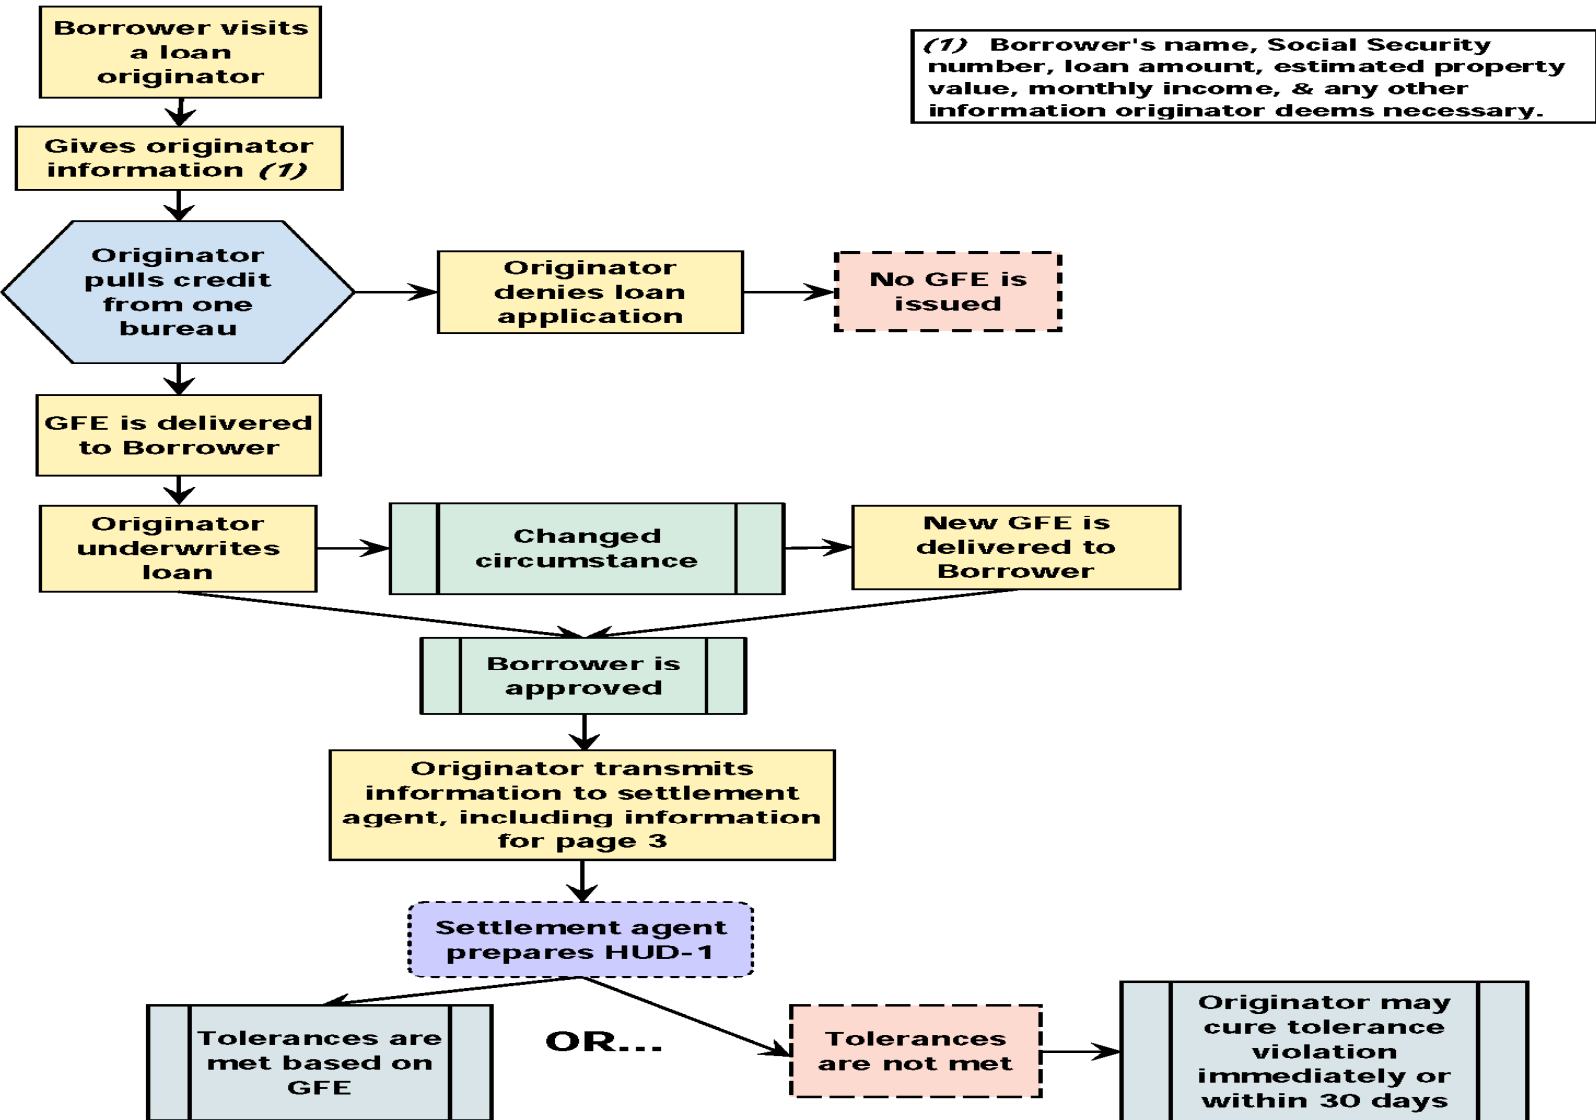 Borrower visits
a loan
originator
(1) Borrower's name, Social Security
number, loan amount, estimated property
value, monthly income, & any other
information originator deems necessary.
Gives originator
information (1)
Originator
pulls credit
from one
bureau
Originator
denies loan
application
No GFE is
issued
GFE is delivered
to Borrower
Originator
underwrites
loan
Changed
circumstance
New GFE is
delivered to
Borrower
Borrower is
approved
Originator transmits
information to settlement
agent, including information
for page 3
Settlement agent
prepares HUD-1
Tolerances are
met based on
GFE
OR...
Tolerances
are not met
Originator may
cure tolerance
violation
immediately or
within 30 days